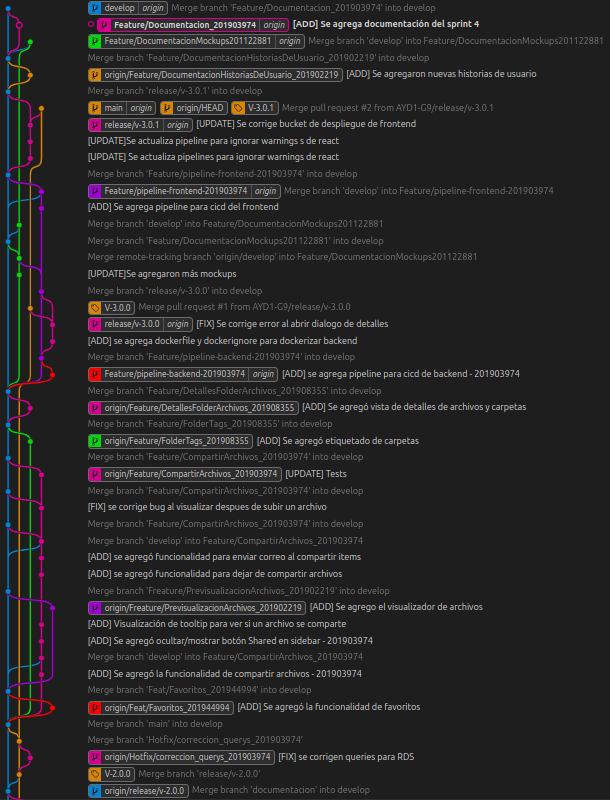 develop origin Merge branch 'Feature/Documentacion_201903974' into develop
Feature/Documentacion_201903974 origin [ADD] Se agrega documentación del sprint 4
Feature/DocumentacionMockups201122881 origin Merge branch 'develop' into Feature/DocumentacionMockups201122881
Merge branch 'Feature/DocumentacionHistoriasDeUsuario_201902219' into develop
origin/Feature/DocumentacionHistoriasDeUsuario_201902219 [ADD] Se agregaron nuevas historias de usuario
Merge branch 'release/v-3.0.1' into develop
main origin origin/HEAD V-3.0.1 Merge pull request #2 from AYD1-G9/release/v-3.0.1
release/v-3.0.1 origin [UPDATE] Se corrige bucket de despliegue de frontend
[UPDATE]Se actualiza pipeline para ignorar warnings s de react
[UPDATE] Se actualiza pipelines para ignorar warnings de react
Merge branch 'Feature/pipeline-frontend-201903974' into develop
Feature/pipeline-frontend-201903974 origin Merge branch 'develop' into Feature/pipeline-frontend-201903974
[ADD] Se agrega pipeline para cicd del frontend
Merge branch 'develop' into Feature/DocumentacionMockups201122881
Merge branch 'Feature/DocumentacionMockups201122881' into develop
Merge remote-tracking branch 'origin/develop' into Feature/DocumentacionMockups201122881
[UPDATE]Se agregaron más mockups
Merge branch 'release/v-3.0.0' into develop
V-3.0.0 Merge pull request #1 from AYD1-G9/release/v-3.0.0
release/v-3.0.0 origin [FIX] Se corrige error al abrir dialogo de detalles
[ADD] se agrega dockerfile y dockerignore para dockerizar backend
Merge branch 'Feature/pipeline-backend-201903974' into develop
Feature/pipeline-backend-201903974 origin [ADD] se agrega pipeline para cicd de backend - 201903974
Merge branch 'Feature/DetallesFolderArchivos_201908355' into develop
origin/Feature/DetallesFolderArchivos_201908355 [ADD] Se agregó vista de detalles de archivos y carpetas
Merge branch 'Feature/FolderTags_201908355' into develop
origin/Feature/FolderTags_201908355 [ADD] Se agregó etiquetado de carpetas
Merge branch 'Feature/CompartirArchivos_201903974' into develop
origin/Feature/CompartirArchivos_201903974 [UPDATE] Tests
Merge branch 'Feature/CompartirArchivos_201903974' into develop
[FIX] se corrige bug al visualizar despues de subir un archivo
Merge branch 'Feature/CompartirArchivos_201903974' into develop
Merge branch 'develop' into Feature/CompartirArchivos_201903974
[ADD] se agregó funcionalidad para enviar correo al compartir items
[ADD] se agregó funcionalidad para dejar de compartir archivos
Merge branch 'Freature/PrevisualizacionArchivos_201902219' into develop
origin/Freature/PrevisualizacionArchivos_201902219 [ADD] Se agrego el visualizador de archivos
[ADD] Visualización de tooltip para ver si un archivo se comparte
[ADD] Se agregó ocultar/mostrar botón Shared en sidebar - 201903974
Merge branch 'develop' into Feature/CompartirArchivos_201903974
[ADD] Se agregó la funcionalidad de compartir archivos - 201903974
Merge branch 'Feat/Favoritos_201944994' into develop
origin/Feat/Favoritos_201944994 [ADD] Se agregó la funcionalidad de favoritos
Merge branch 'main' into develop
Merge branch 'Hotfix/correccion_querys_201903974'
origin/Hotfix/correccion_querys_201903974 [FIX] se corrigen queries para RDS
V-2.0.0 Merge branch 'release/v-2.0.0'
origin/release/v-2.0.0 Merge branch 'documentacion' into develop